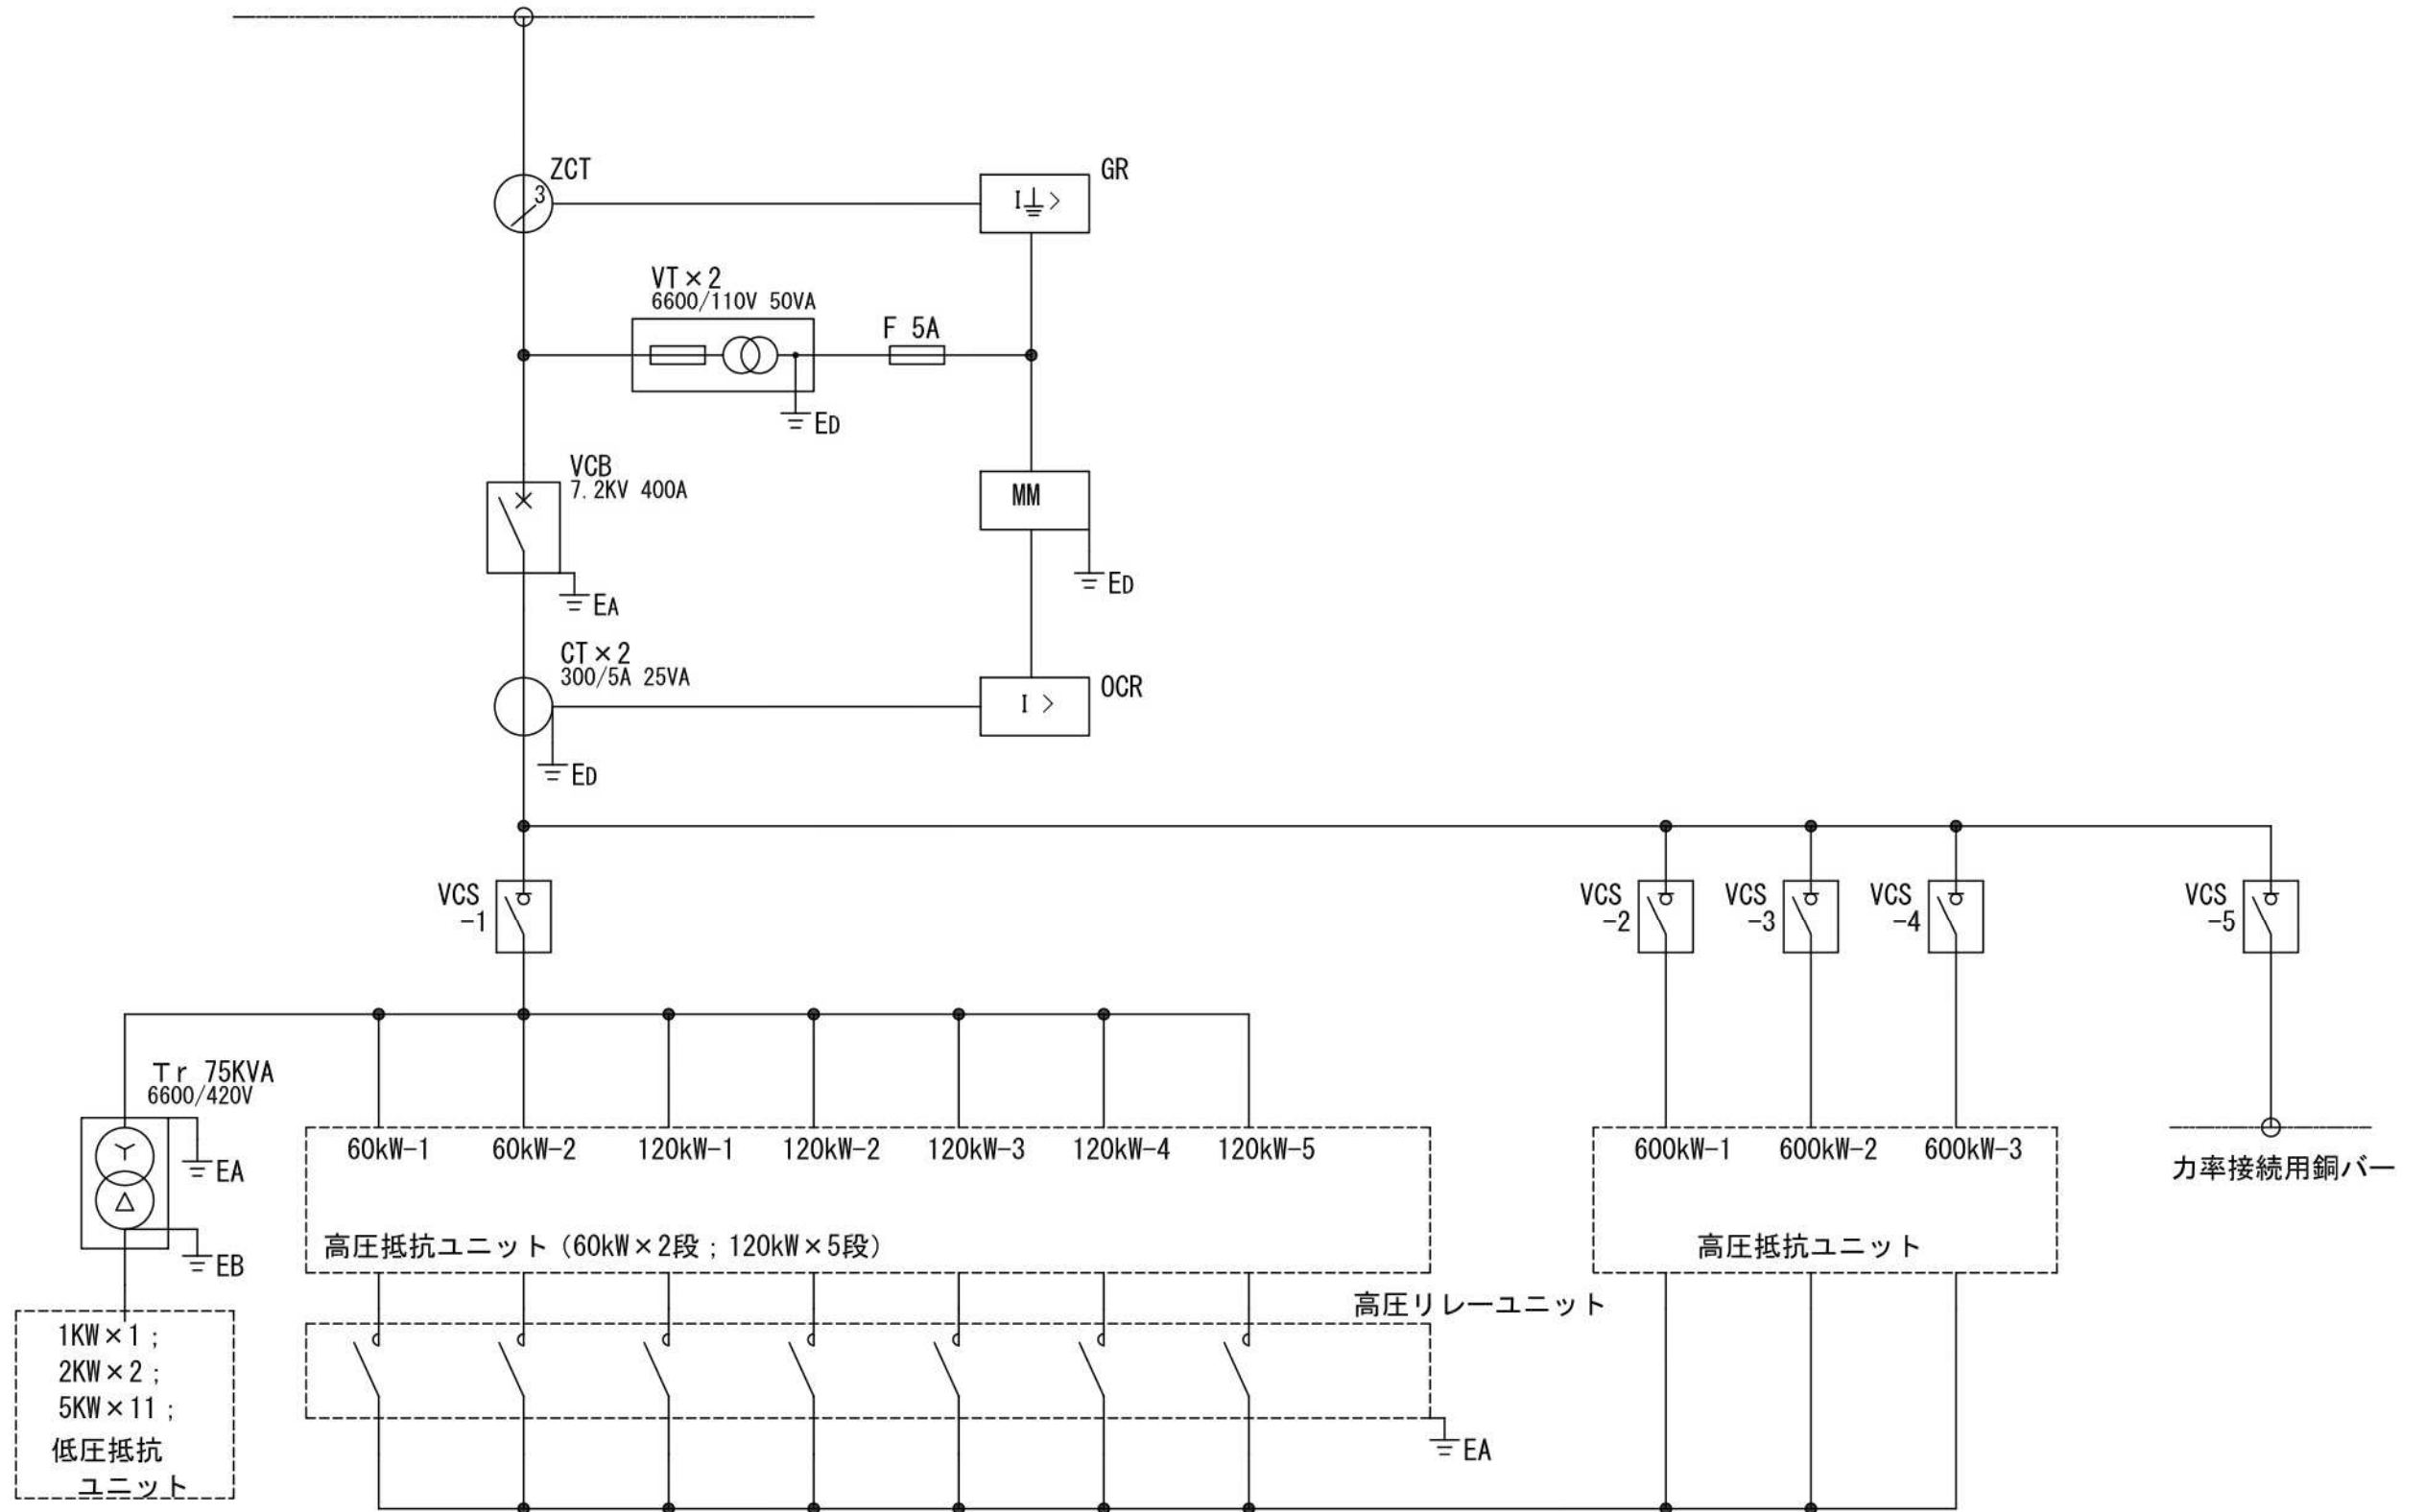 ZCT
3
GR
I >
VT×2
6600/110V 50VA
F 5A
ED
VCB
7.2KV 400A
MM
EA
ED
CT×2
300/5A 25VA
OCR
I >
ED
VCS
-1
VCS
-2
VCS
-3
VCS
-4
VCS
-5
Tr 75KVA
6600/420V
EA
EB
60kW-1 60kW-2 120kW-1 120kW-2 120kW-3 120kW-4 120kW-5
高圧抵抗ユニット(60kW×2段;120kW×5段)
600kW-1 600kW-2 600kW-3
高圧抵抗ユニット
力率接続用銅バー
高圧リレーユニット
EA
1KW×1;
2KW×2;
5KW×11;
低圧抵抗
ユニット